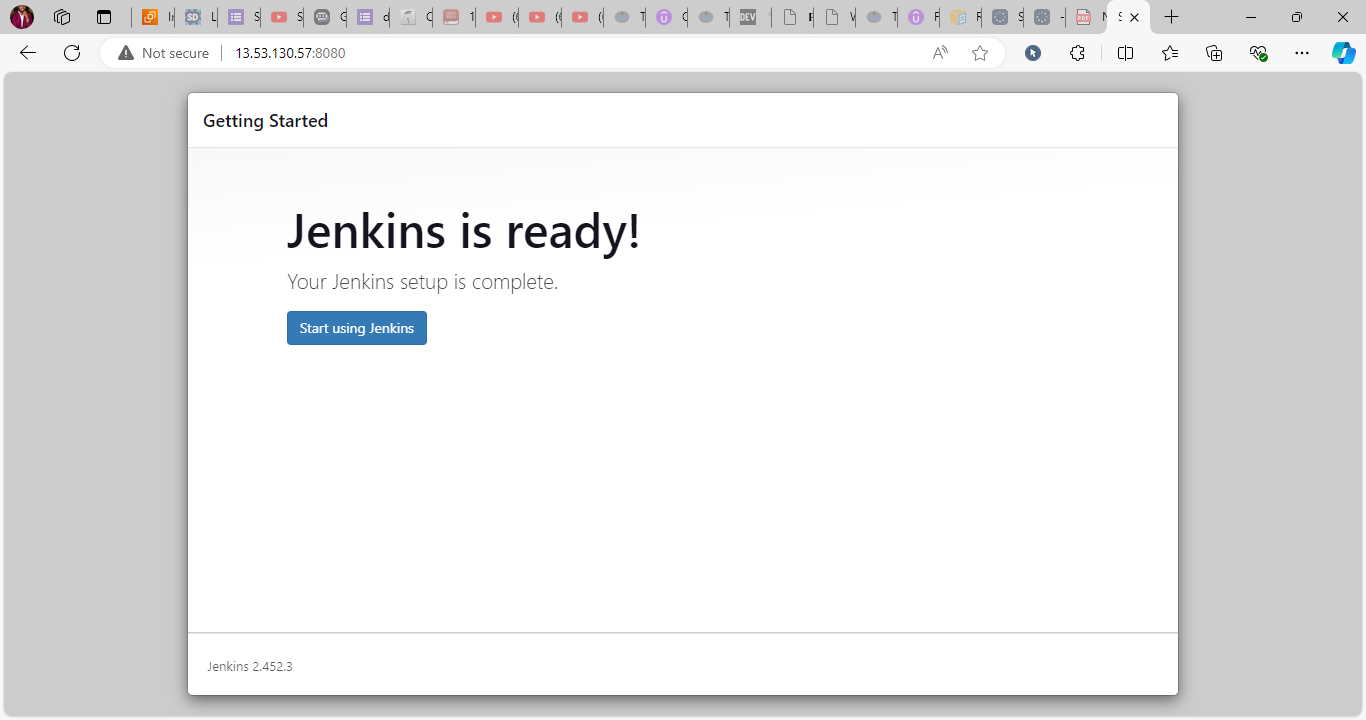 Not secure
13.53.130.57:8080
Getting Started
Jenkins is ready!
Your Jenkins setup is complete.
Start using Jenkins
Jenkins 2.452.3